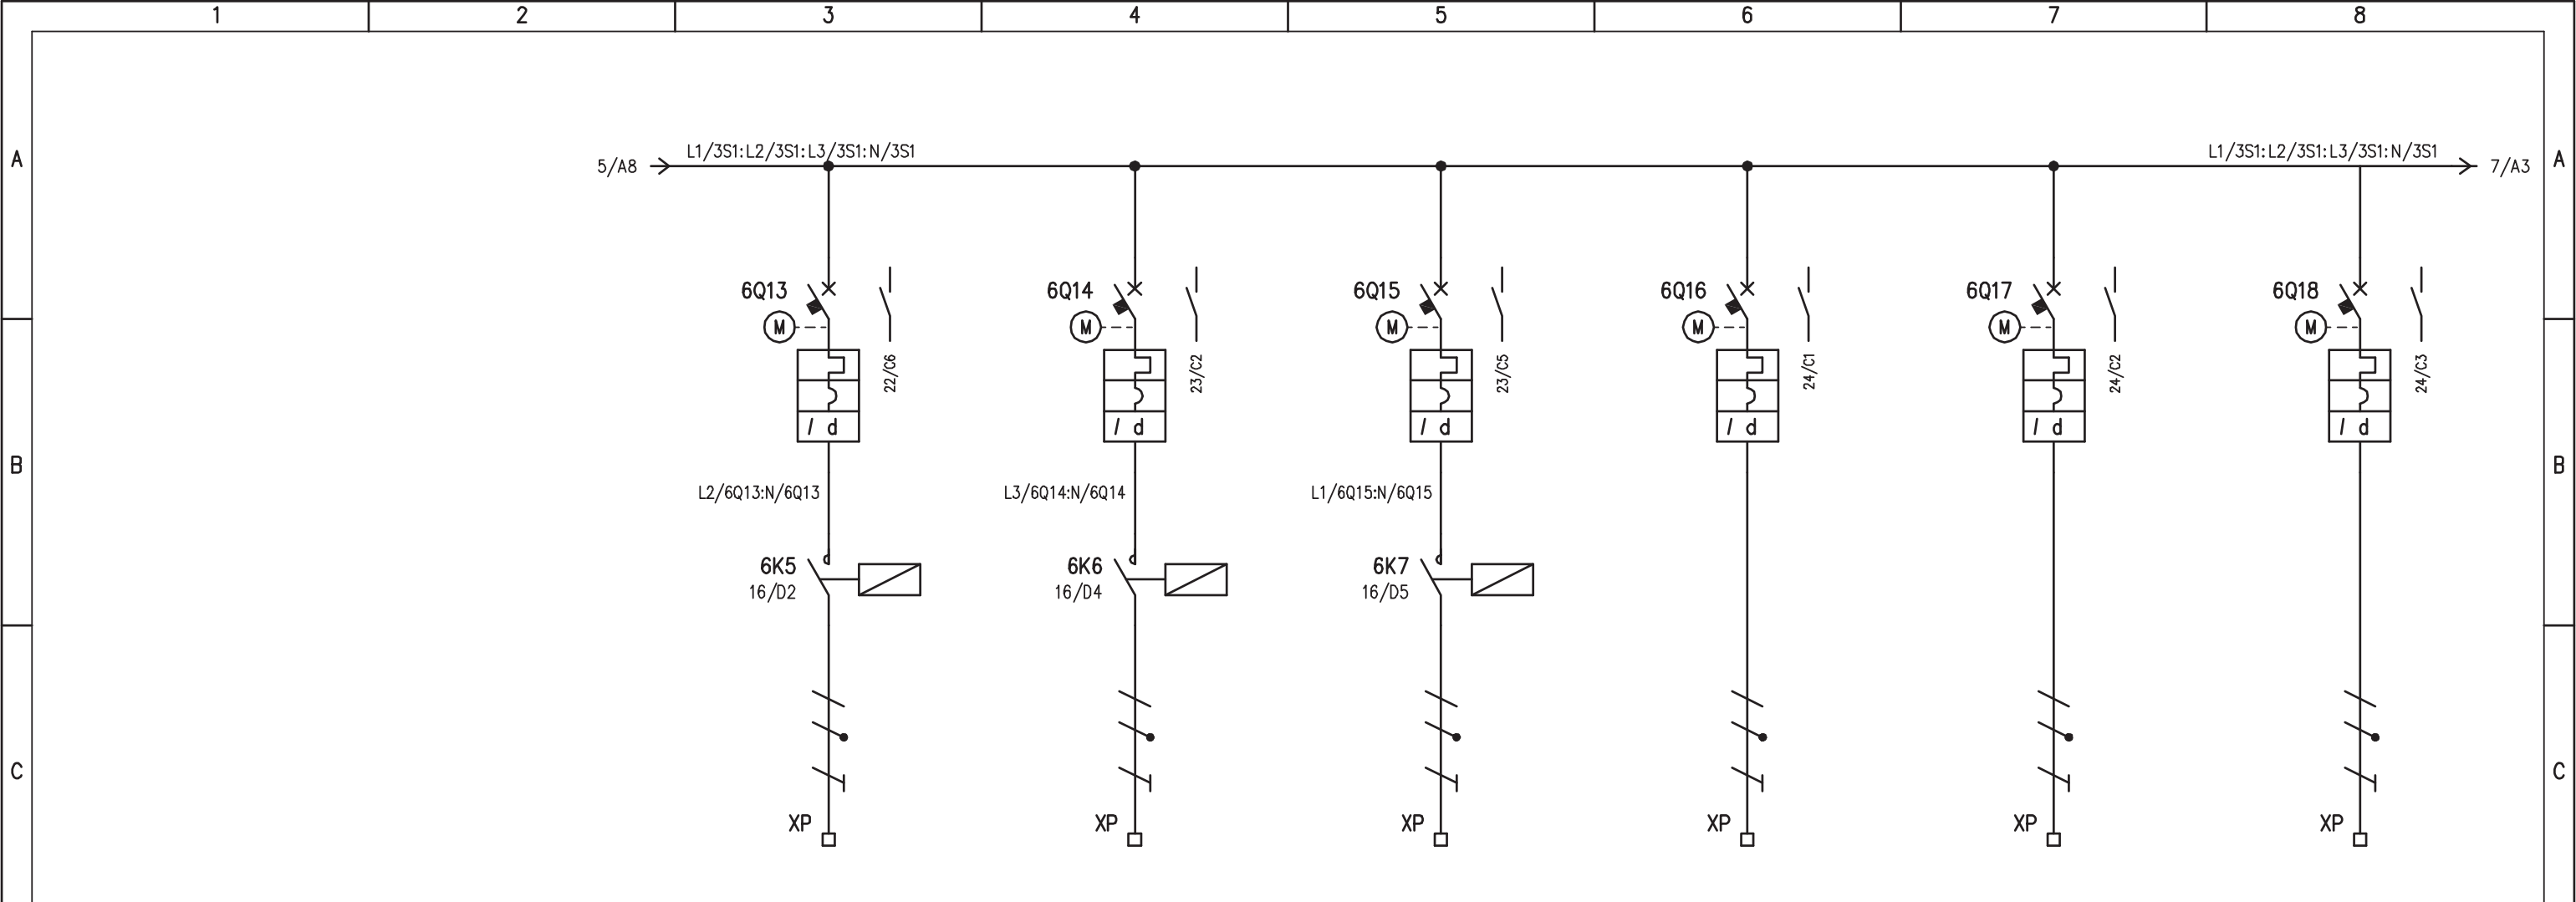 1 2 3 4 5 6 7 8
A A
L1/3S1:L2/3S1:L3/3S1:N/3S1 L1/3S1:L2/3S1:L3/3S1:N/3S1
5/A8 7/A3
6Q13 6Q14 6Q15 6Q16 6Q17 6Q18
M M M M M M
22/C6 23/C2 23/C5 24/C1 24/C2 24/C3
I d I d I d I d I d I d
B B
L2/6Q13:N/6Q13 L3/6Q14:N/6Q14 L1/6Q15:N/6Q15
6K5 6K6 6K7
16/D2 16/D4 16/D5
C C
XP XP XP XP XP XP